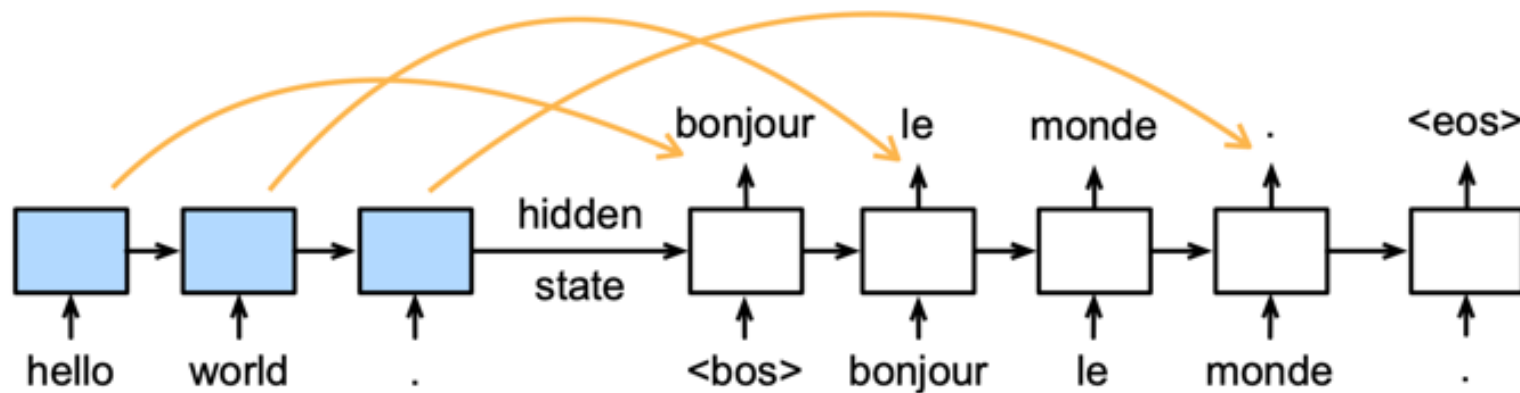 bonjour le monde . <eos>
hidden
state
hello world . <bos> bonjour le monde .